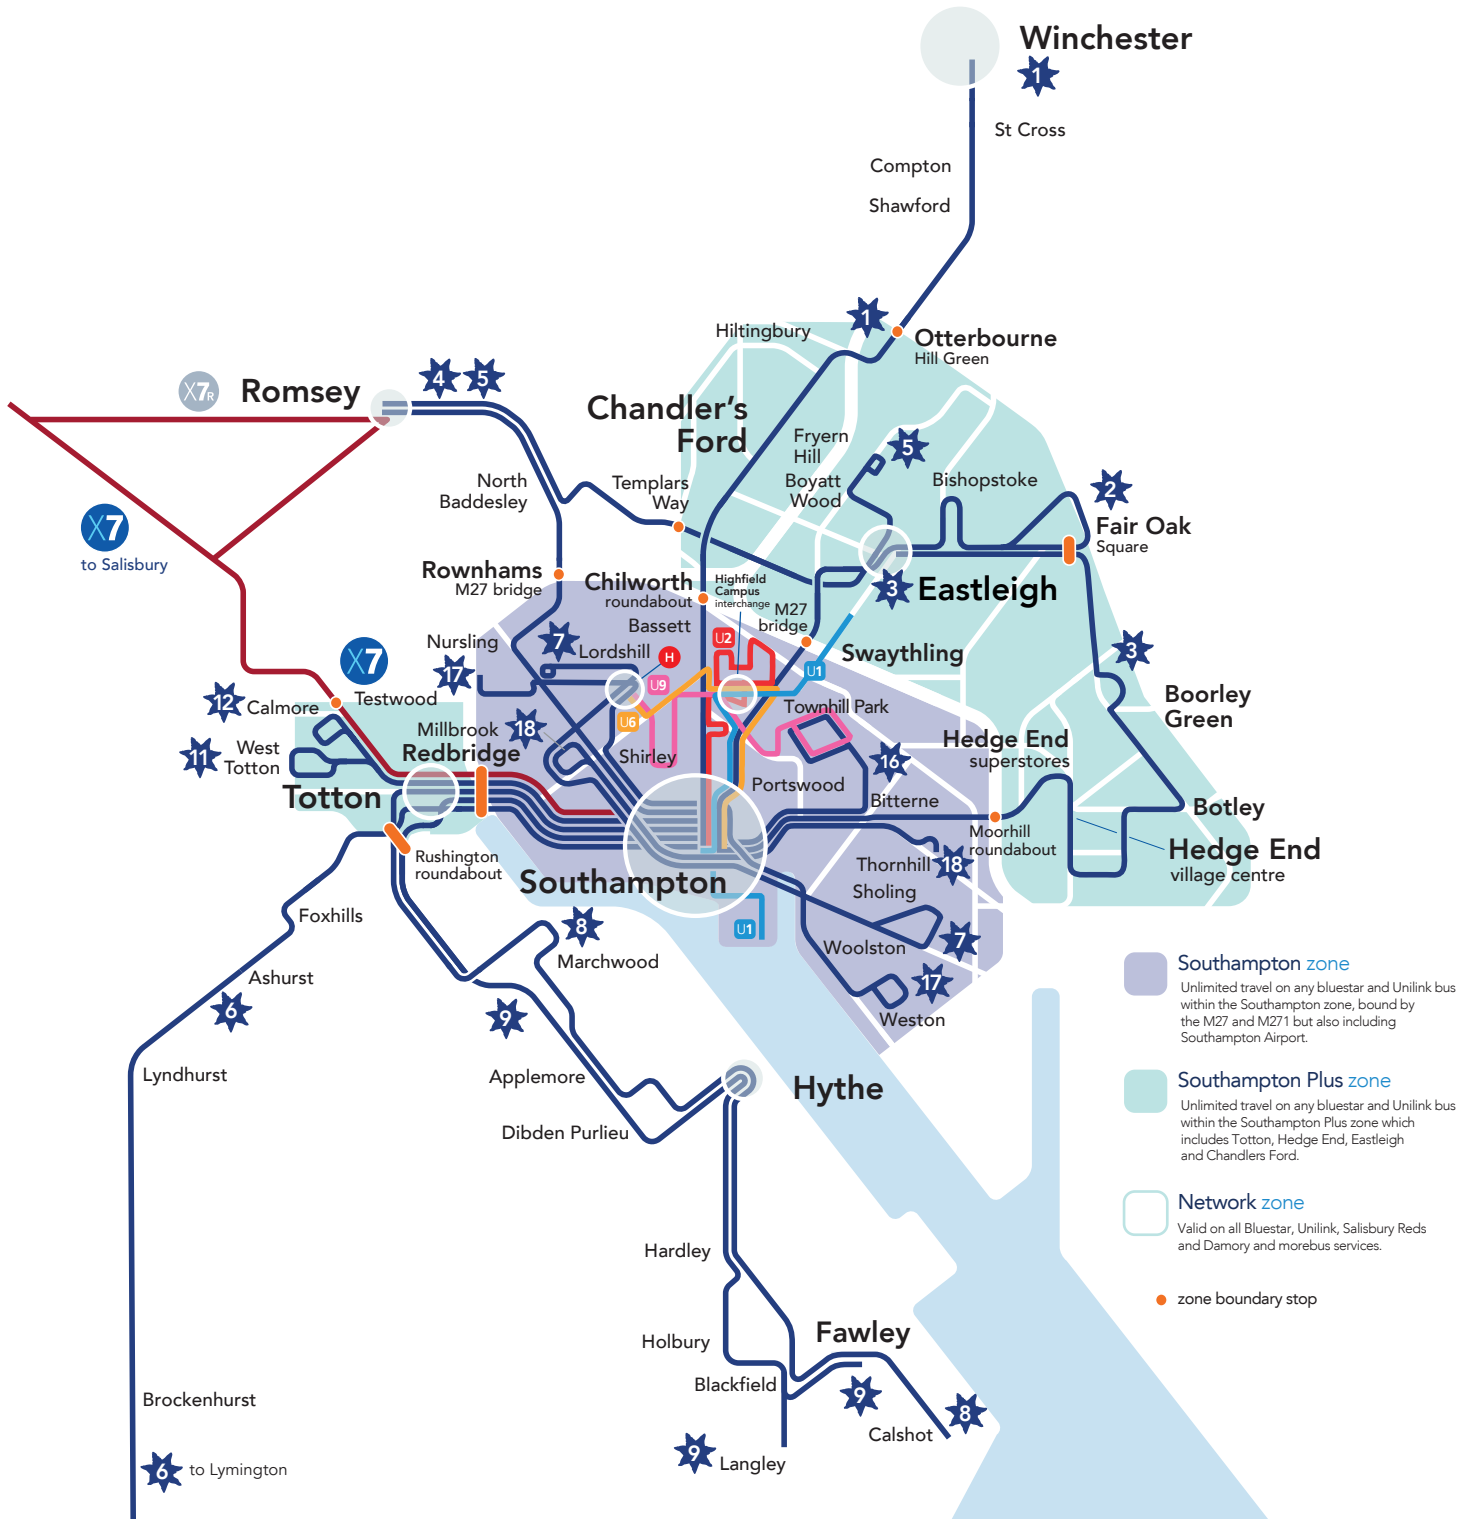 Winchester
1
St Cross
Compton
Shawford
1
Hiltingbury
Otterbourne
Hill Green
X7R
Romsey
4
5
Chandler's
Ford
Fryern
Hill
5
Boyatt
Wood
Bishopstoke
2
North
Baddesley
Templars
Way
Fair Oak
Square
X7
to Salisbury
Rownhams
M27 bridge
Chilworth
roundabout
Highfield
Campus
interchange
3
Eastleigh
M27
bridge
Bassett
U2
Nursling
7
Lordshill
H
Swaythling
3
U1
X7
17
U9
Boorley
Green
Testwood
12
Calmore
Townhill Park
U6
Millbrook
18
11
West
Totton
Redbridge
Shirley
Hedge End
superstores
16
Portswood
Totton
Bitterne
Botley
Moorhill
roundabout
Hedge End
village centre
Rushington
roundabout
Southampton
Thornhill
18
Sholing
Foxhills
8
U1
Marchwood
Woolston
7
Ashurst
17
6
9
Weston
Southampton zone
Unlimited travel on any bluestar and Unilink bus
within the Southampton zone, bound by
the M27 and M271 but also including
Southampton Airport.
Lyndhurst
Applemore
Hythe
Southampton Plus zone
Unlimited travel on any bluestar and Unilink bus
within the Southampton Plus zone which
includes Totton, Hedge End, Eastleigh
and Chandlers Ford.
Dibden Purlieu
Network zone
Valid on all Bluestar, Unilink, Salisbury Reds
and Damory and morebus services.
Hardley
zone boundary stop
Holbury
Fawley
Blackfield
9
Brockenhurst
8
Calshot
9
Langley
6
to Lymington